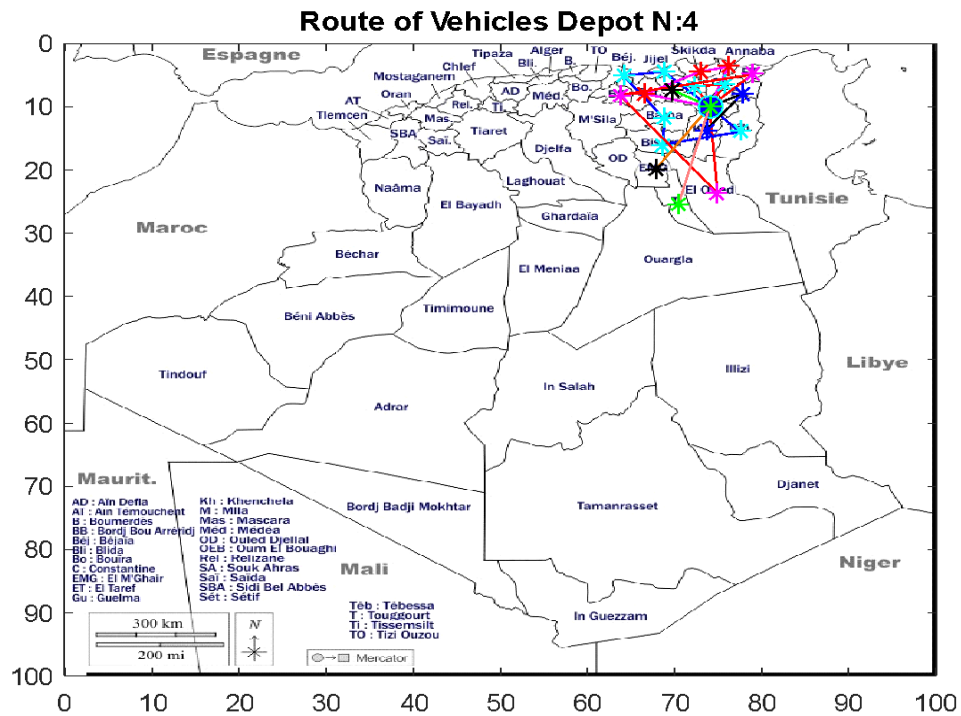 Route of Vehicles Depot N:4
0
10
20
30
40
50
60
70
80
90
100
0 10 20 30 40 50 60 70 80 90 100
Espagne
Tipaza
Alger
TO
Béj.
Jijel
Skikda
Annaba
Chlef
Bli.
B.
Mostaganem
Oran
AD
Bo.
AT
Rel.
Ti.
Méd.
Tlemcen
Mas.
M'Sila
SBA
Saï.
Tiaret
Djelfa
OD
Naâma
Laghouat
El Oued
El Bayadh
Ghardaïa
Tunisie
Maroc
Béchar
El Meniaa
Ouargla
Béni Abbès
Timimoune
Tindouf
In Salah
Illizi
Libye
Adrar
Maurit.
Bordj Badji Mokhtar
Tamanrasset
Djanet
Mali
Niger
In Guezzam
AD : Aïn Defla
AT : Aïn Témouchent
B : Boumerdès
BB : Bordj Bou Arréridj
Béj : Béjaïa
Bli : Blida
Bo : Bouira
C : Constantine
EMG : El M'Ghair
ET : El Taref
Gu : Guelma
Kh : Khenchela
M : Mila
Mas : Mascara
Méd : Médéa
OD : Ouled Djellal
OEB : Oum El Bouaghi
Rel : Relizane
SA : Souk Ahras
Saï : Saïda
SBA : Sidi Bel Abbès
Sét : Sétif
Téb : Tébessa
T : Touggourt
Ti : Tissemsilt
TO : Tizi Ouzou
300 km
200 mi
N
Mercator